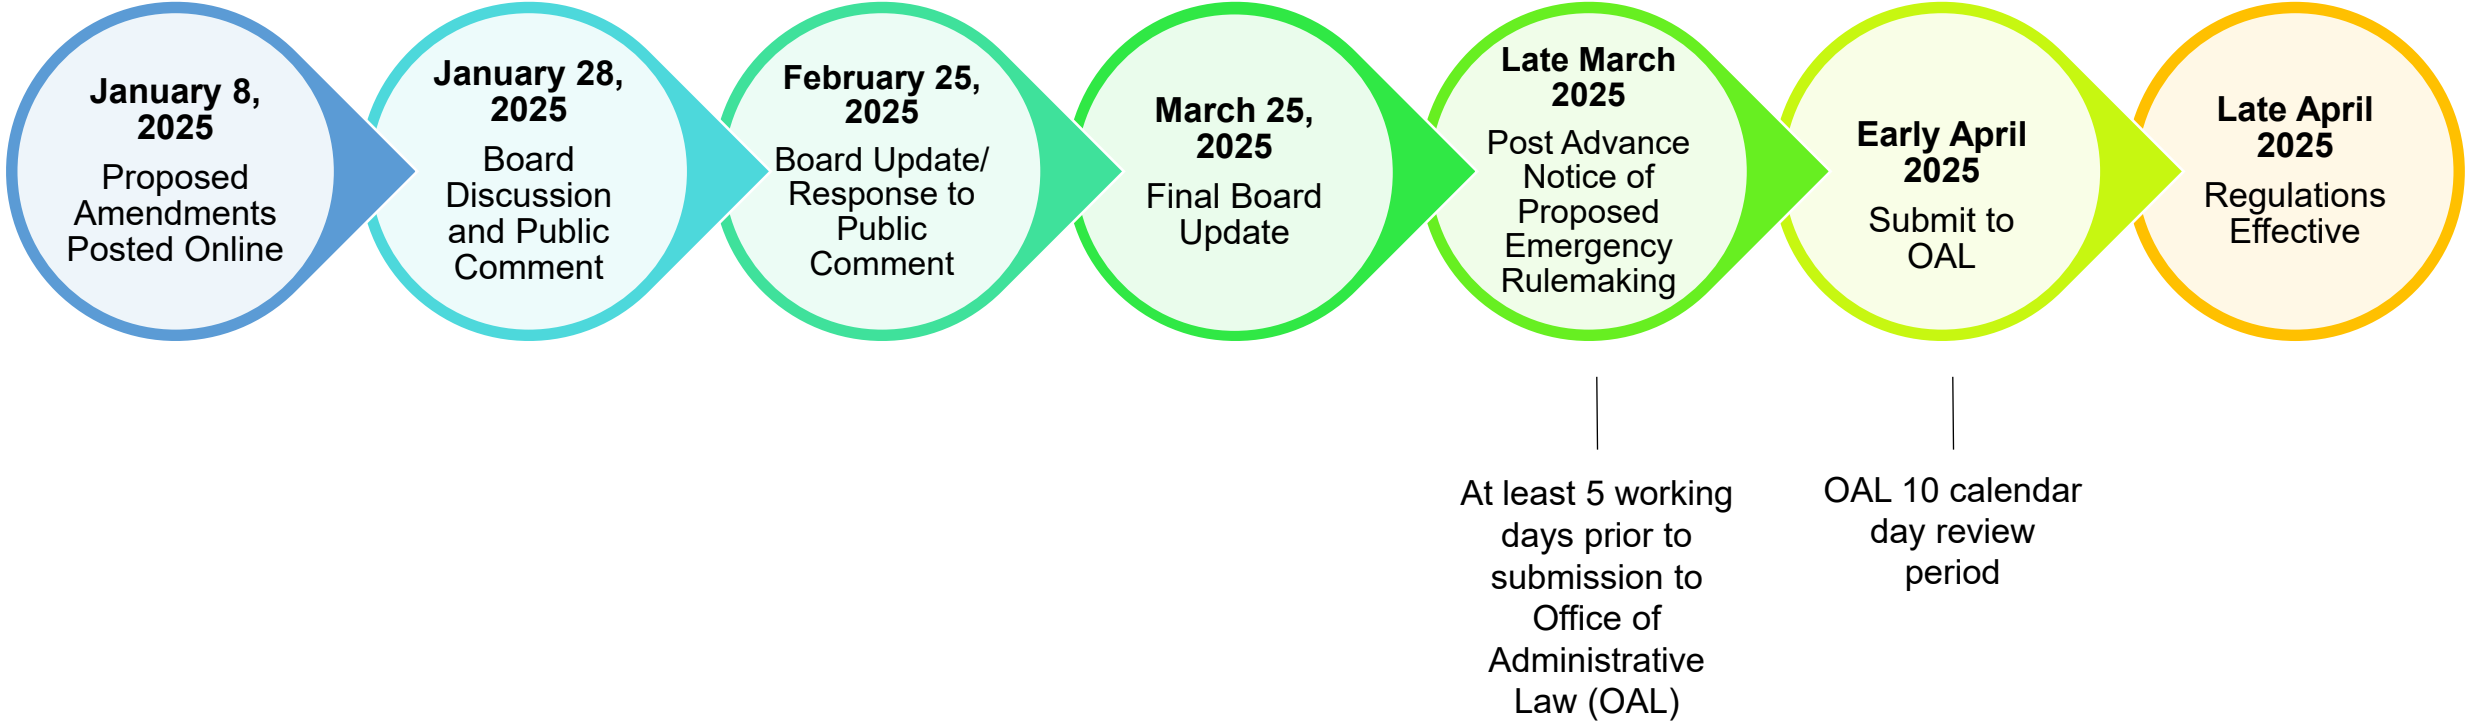 January 8,
2025
Proposed
Amendments
Posted Online
January 28,
2025
Board
Discussion
and Public
Comment
February 25,
2025
Board Update/
Response to
Public
Comment
March 25,
2025
Final Board
Update
Late March
2025
Post Advance
Notice of
Proposed
Emergency
Rulemaking
Early April
2025
Submit to
OAL
Late April
2025
Regulations
Effective
At least 5 working
days prior to
submission to
Office of
Administrative
Law (OAL)
OAL 10 calendar
day review
period